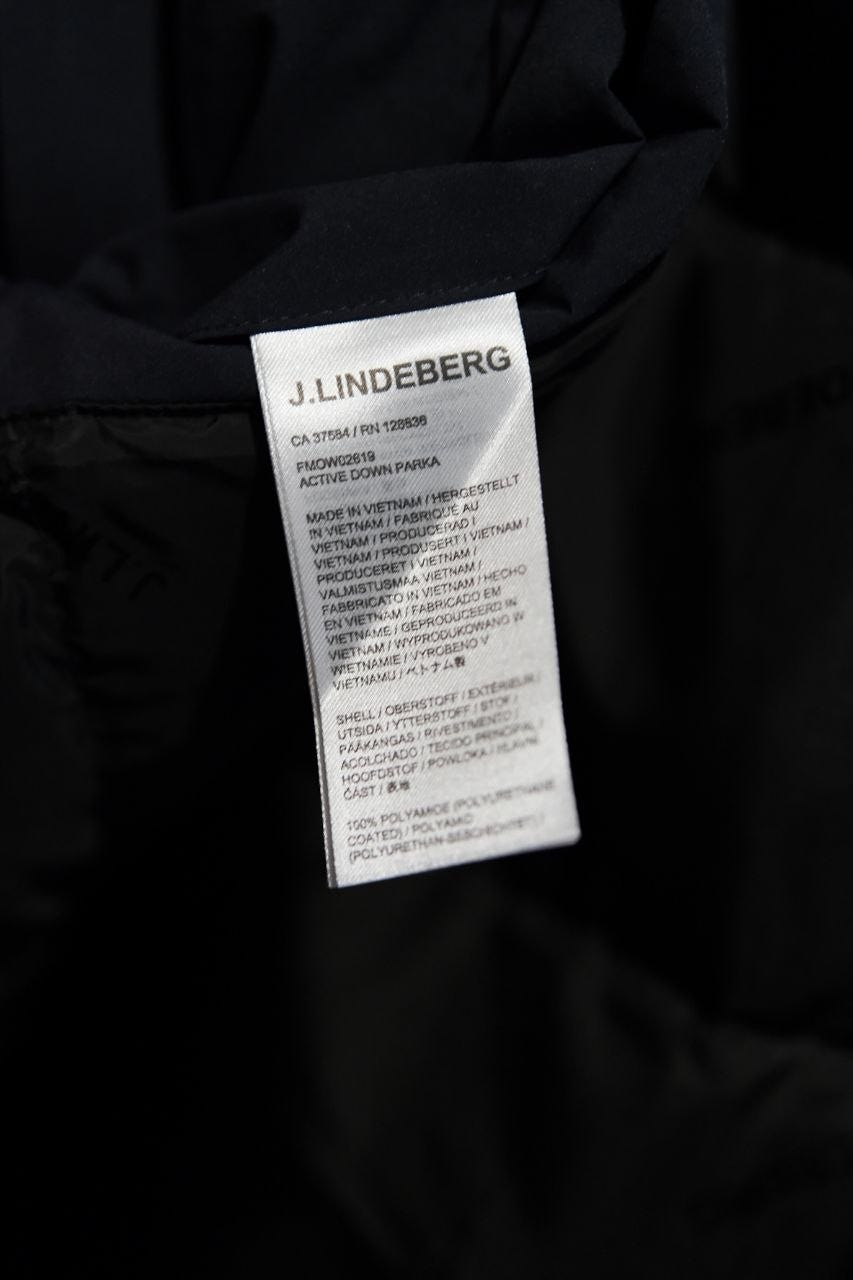 J.LINDEBERG
CA 37584 / RN 128836
FMOW02619
ACTIVE DOWN PARKA
MADE IN VIETNAM / HERGESTELLT
IN VIETNAM / FABRIQUE AU
VIETNAM / PRODUCERAD I
VIETNAM / PRODUSERT I VIETNAM /
PRODUCERET I VIETNAM /
VALMISTUSMAA VIETNAM /
FABBRICATO IN VIETNAM / HECHO
EN VIETNAM / FABRICADO EM
VIETNAME / GEPRODUCEERD IN
VIETNAM / WYPRODUKOWANO W
WIETNAMIE / VYROBENO V
VIETNAMU / ベトナム製
SHELL / OBERSTOFF / EXTÉRIEUR /
UTSIDA / YTTERSTOFF / STOF /
PÄÄKANGAS / RIVESTIMENTO /
ACOLCHADO / TECIDO PRINCIPAL /
HOOFDSTOF / POWLOKA / HLAVNI
ČÁST / 表地
100% POLYAMIDE (POLYURETHANE
COATED) / POLYAMID
(POLYURETHAN-BESCHICHTET) /